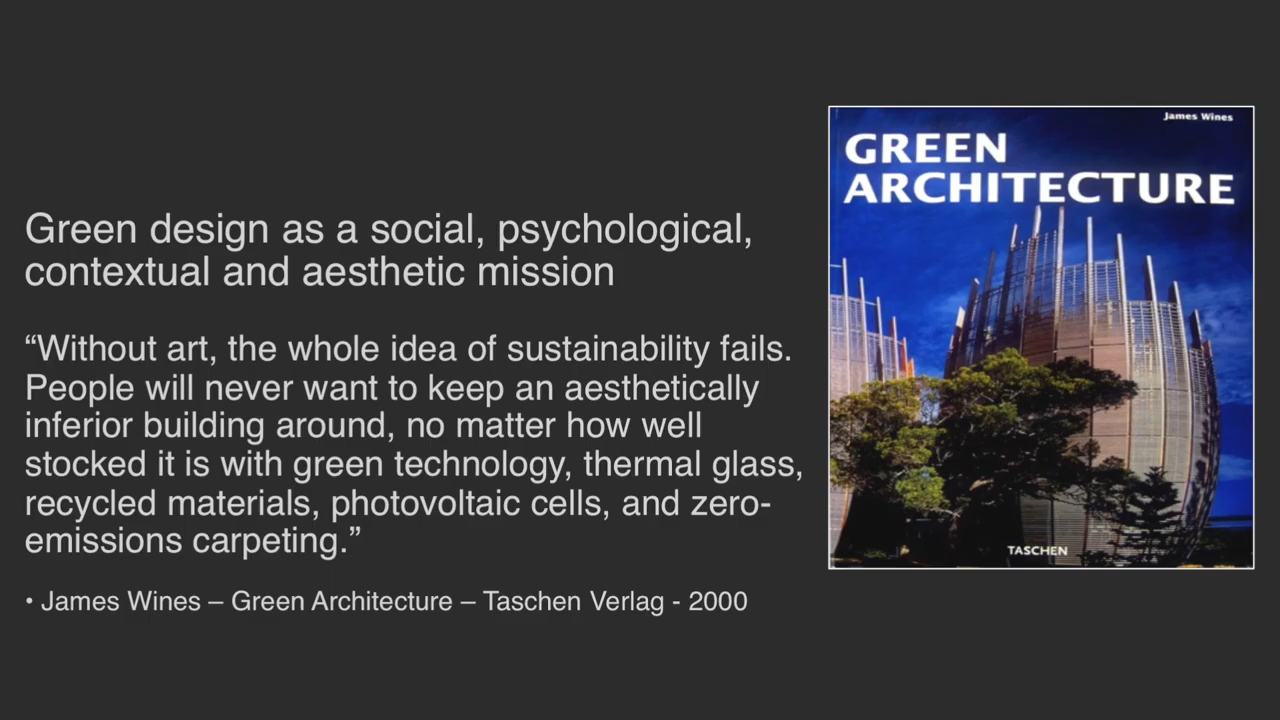 Green design as a social, psychological,
contextual and aesthetic mission
“Without art, the whole idea of sustainability fails.
People will never want to keep an aesthetically
inferior building around, no matter how well
stocked it is with green technology, thermal glass,
recycled materials, photovoltaic cells, and zero-
emissions carpeting.”
• James Wines – Green Architecture – Taschen Verlag - 2000
James Wines
GREEN
ARCHITECTURE
TASCHEN